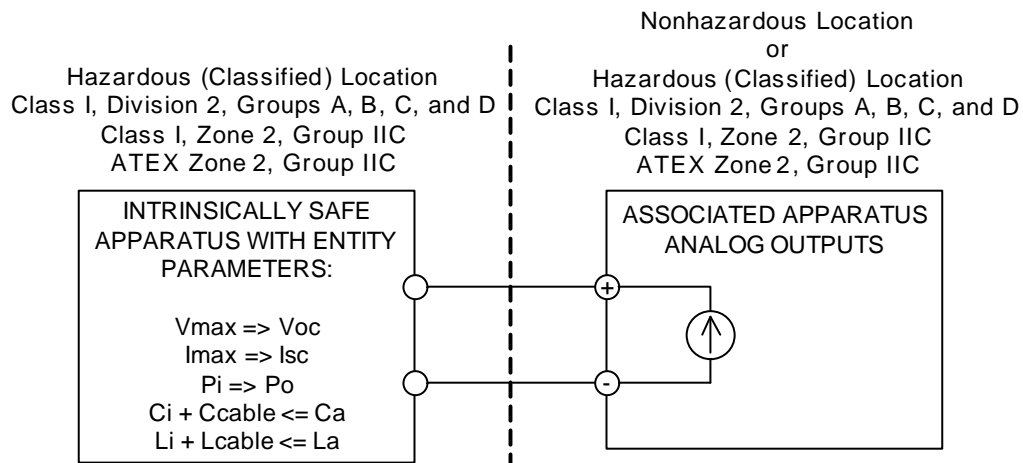 Nonhazardous Location
or
Hazardous (Classified) Location
Class I, Division 2, Groups A, B, C, and D
Class I, Zone 2, Group IIC
ATEX Zone 2, Group IIC
Hazardous (Classified) Location
Class I, Division 2, Groups A, B, C, and D
Class I, Zone 2, Group IIC
ATEX Zone 2, Group IIC
INTRINSICALLY SAFE
APPARATUS WITH ENTITY
PARAMETERS:
Vmax => Voc
Imax => Isc
Pi => Po
Ci + Ccable <= Ca
Li + Lcable <= La
ASSOCIATED APPARATUS
ANALOG OUTPUTS
+
-